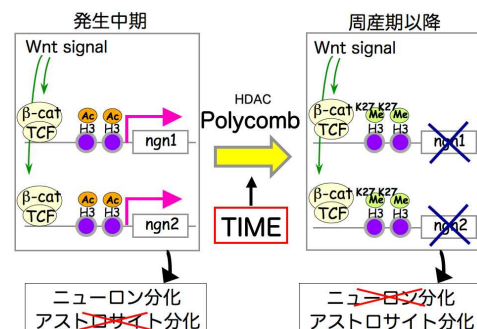 発生中期
Wnt signal
β-cat
TCF
Ac Ac
H3 H3
ngn1
β-cat
TCF
Ac Ac
H3 H3
ngn2
ニューロン分化
アストロサイト分化
HDAC
Polycomb
TIME
周産期以降
Wnt signal
β-cat
TCF
K27 K27
Me Me
H3 H3
ngn1
β-cat
TCF
K27 K27
Me Me
H3 H3
ngn2
ニューロン分化
アストロサイト分化